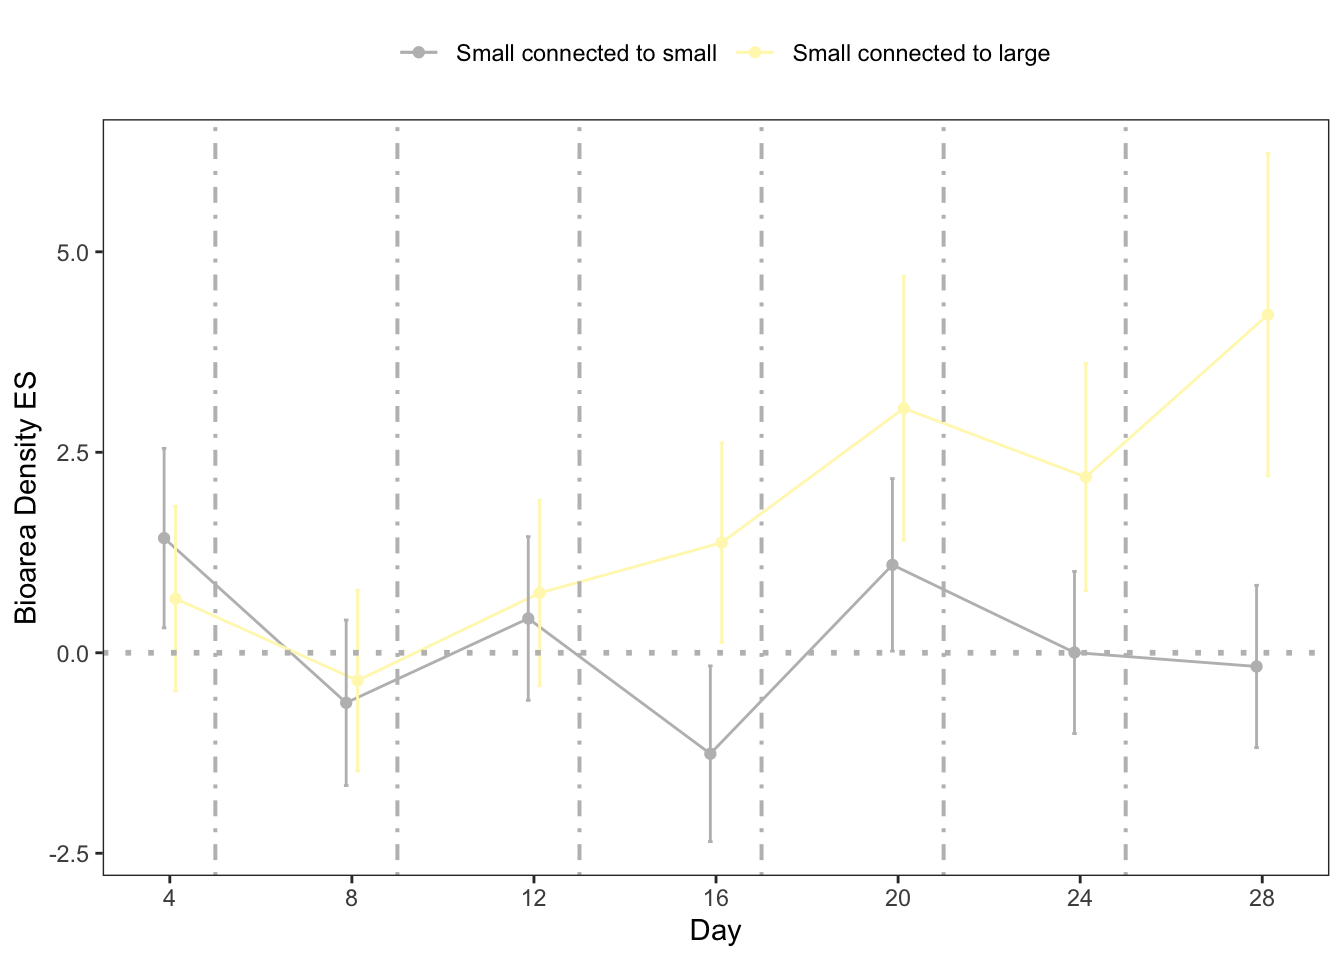 Small connected to small Small connected to large
Bioarea Density ES
5.0
2.5
0.0
-2.5
4 8 12 16 20 24 28
Day